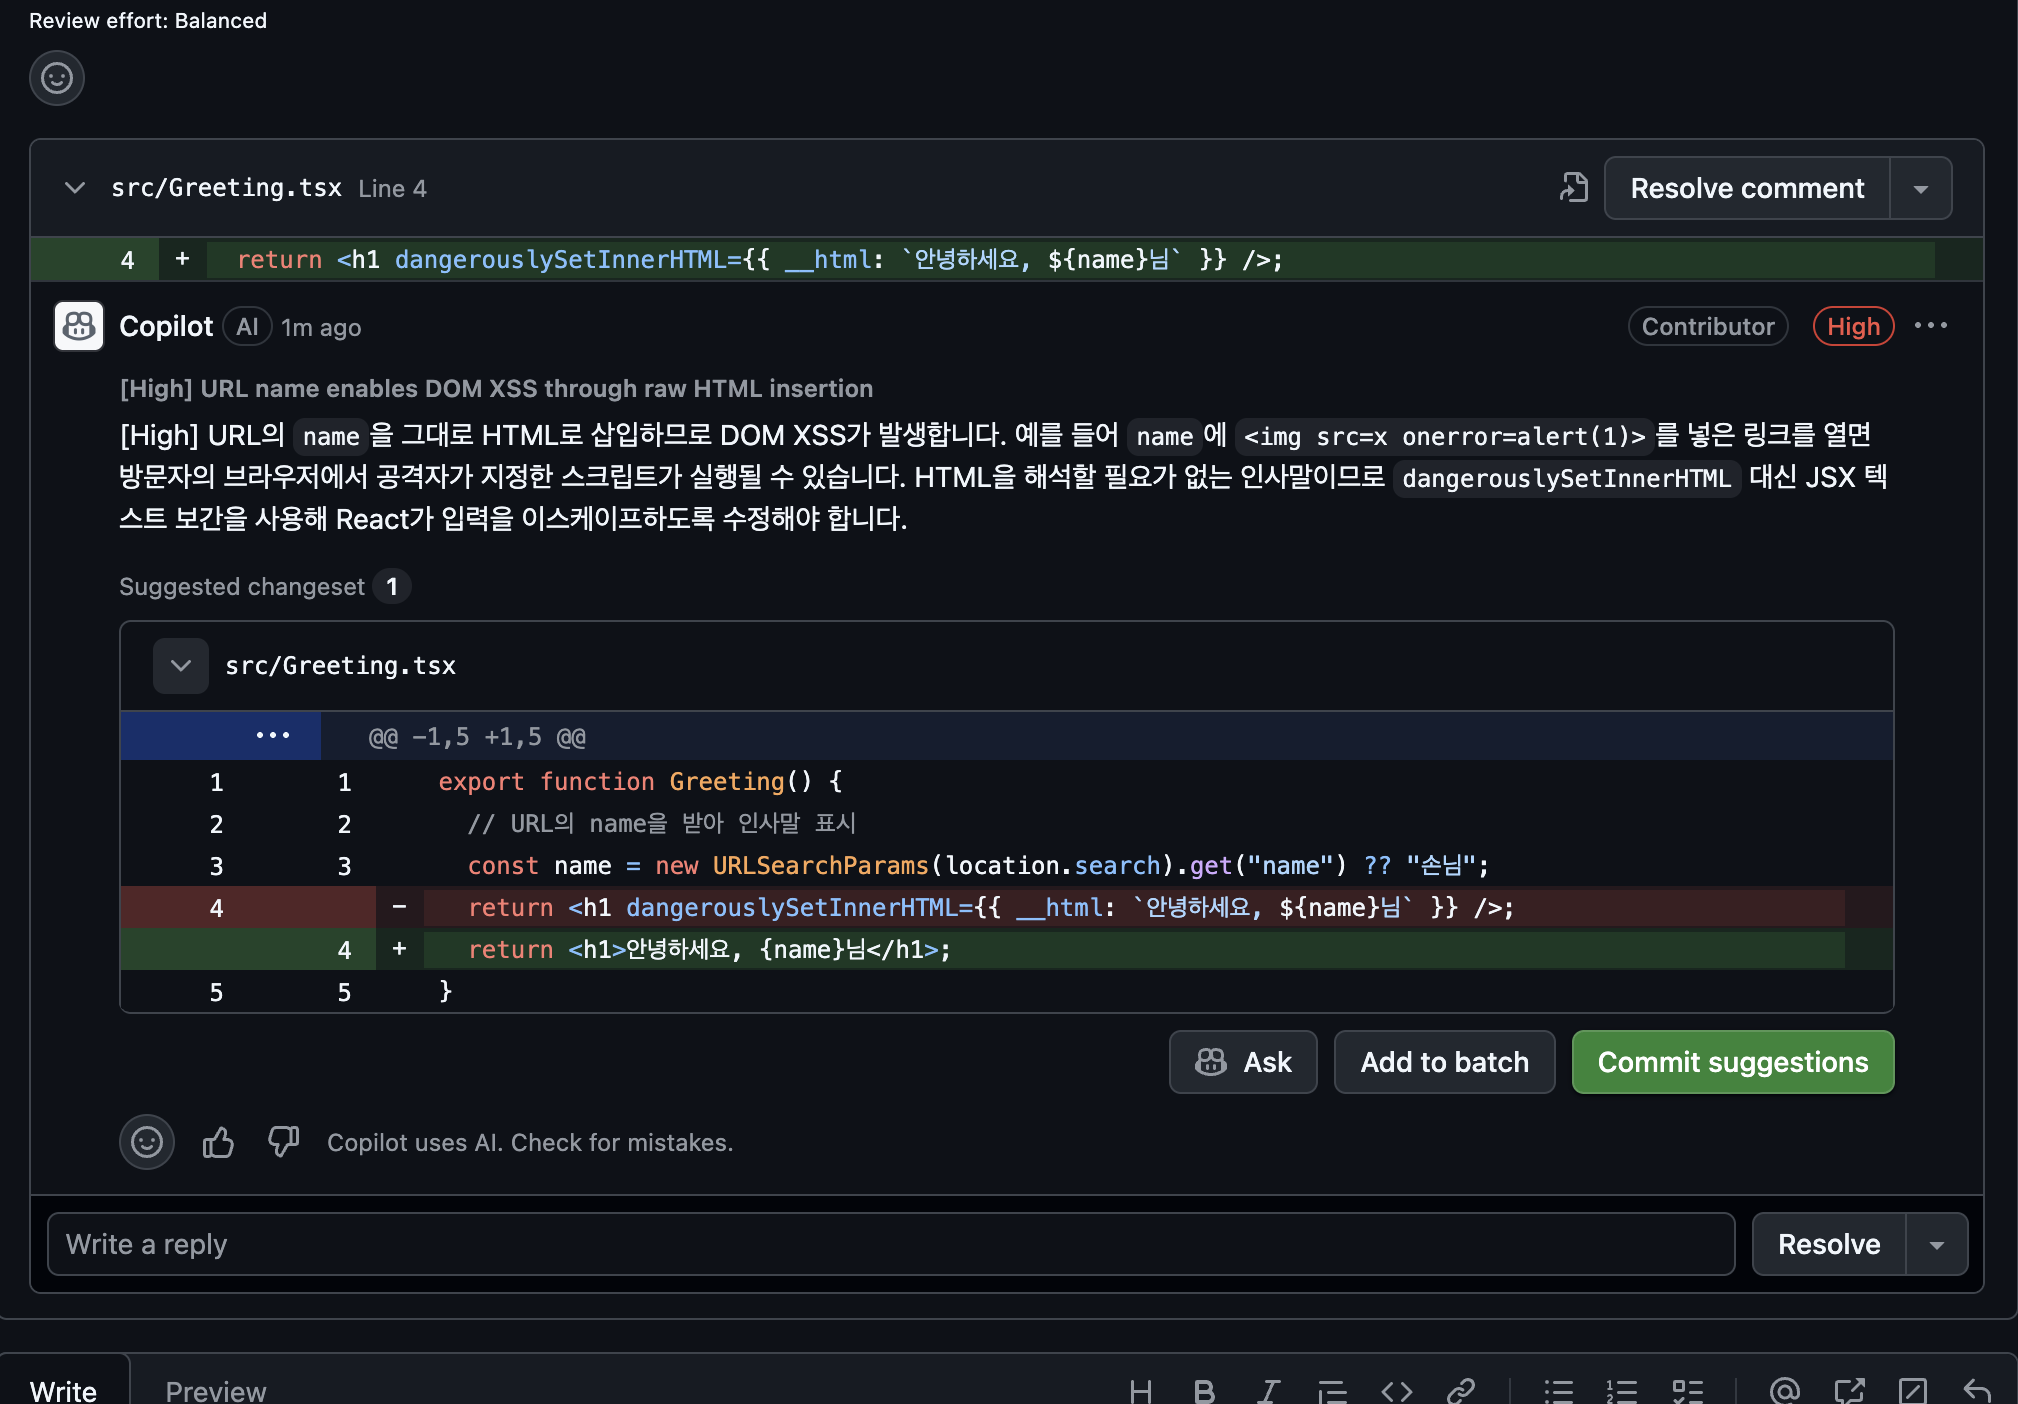 Review effort: Balanced
src/Greeting.tsx Line 4
Resolve comment
4 + return <h1 dangerouslySetInnerHTML={{ __html: `안녕하세요, ${name}님` }} />;
Copilot AI 1m ago
Contributor High
[High] URL name enables DOM XSS through raw HTML insertion
[High] URL의 name을 그대로 HTML로 삽입하므로 DOM XSS가 발생합니다. 예를 들어 name에 <img src=x onerror=alert(1)>를 넣은 링크를 열면
방문자의 브라우저에서 공격자가 지정한 스크립트가 실행될 수 있습니다. HTML을 해석할 필요가 없는 인사말이므로 dangerouslySetInnerHTML 대신 JSX 텍
스트 보간을 사용해 React가 입력을 이스케이프하도록 수정해야 합니다.
Suggested changeset 1
src/Greeting.tsx
@@ -1,5 +1,5 @@
1 1 export function Greeting() {
2 2 // URL의 name을 받아 인사말 표시
3 3 const name = new URLSearchParams(location.search).get("name") ?? "손님";
4 - return <h1 dangerouslySetInnerHTML={{ __html: `안녕하세요, ${name}님` }} />;
4 + return <h1>안녕하세요, {name}님</h1>;
5 5 }
Ask Add to batch Commit suggestions
Copilot uses AI. Check for mistakes.
Write a reply Resolve
Write Preview